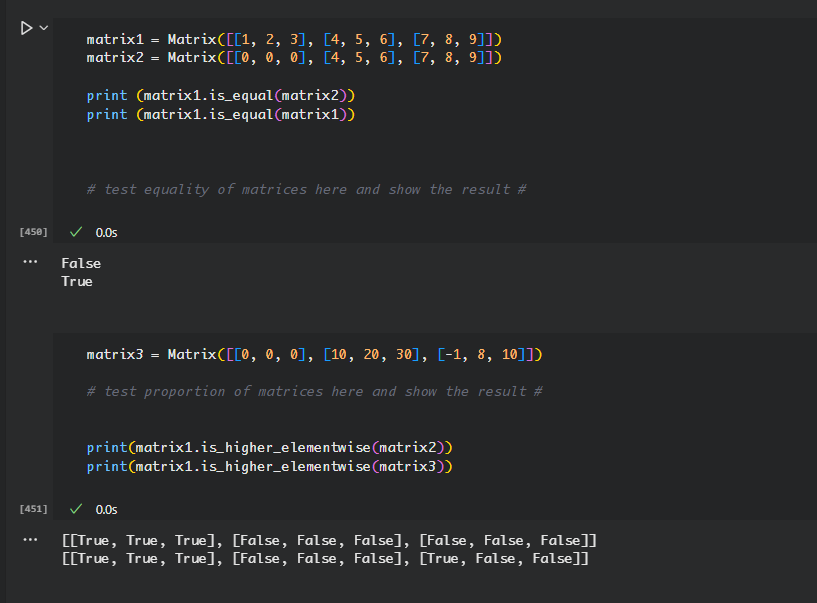 matrix1 = Matrix([[1, 2, 3], [4, 5, 6], [7, 8, 9]])
matrix2 = Matrix([[0, 0, 0], [4, 5, 6], [7, 8, 9]])
print (matrix1.is_equal(matrix2))
print (matrix1.is_equal(matrix1))
# test equality of matrices here and show the result #
[450] ✓ 0.0s
... False
True
matrix3 = Matrix([[0, 0, 0], [10, 20, 30], [-1, 8, 10]])
# test proportion of matrices here and show the result #
print(matrix1.is_higher_elementwise(matrix2))
print(matrix1.is_higher_elementwise(matrix3))
[451] ✓ 0.0s
... [[True, True, True], [False, False, False], [False, False, False]]
[[True, True, True], [False, False, False], [True, False, False]]